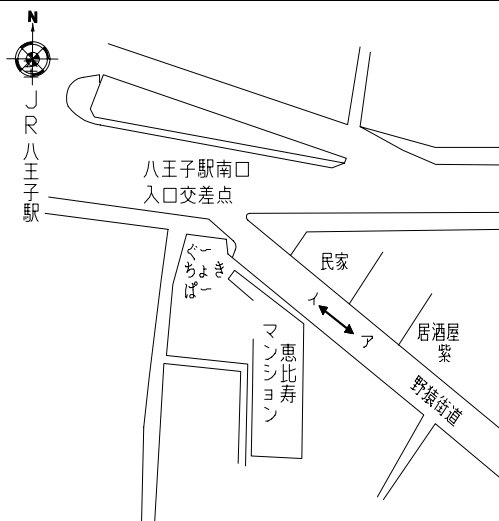 N
JR八王子駅
八王子駅南口
入口交差点
ぐー
ちょき
ぱー
民家
イ
ア
居酒屋
紫
恵比寿
マンション
野猿街道